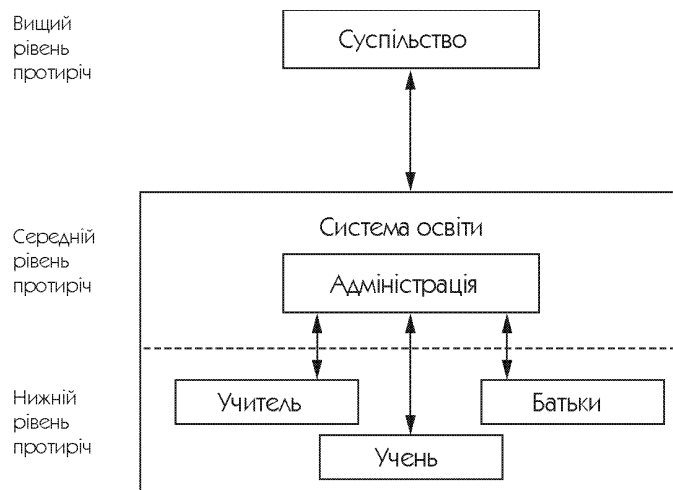 Вищий
рівень
протиріч
Суспільство
Середній
рівень
протиріч
Система освіти
Адміністрація
Нижній
рівень
протиріч
Учитель
Батьки
Учень